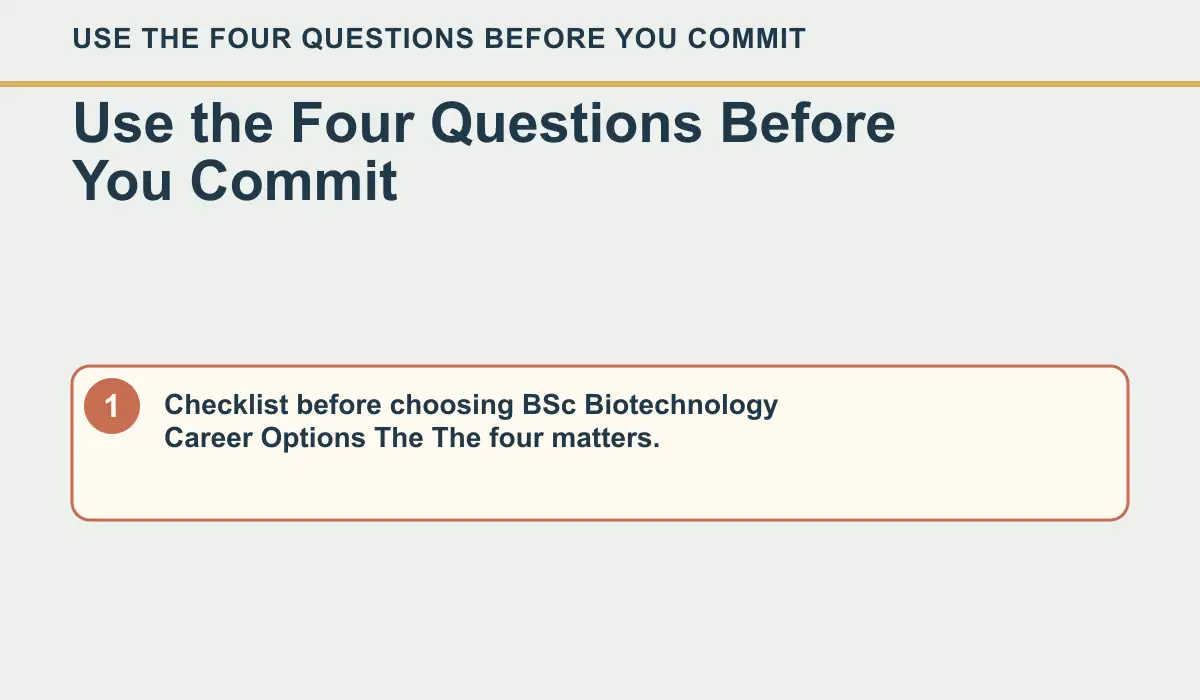 USE THE FOUR QUESTIONS BEFORE YOU COMMIT
Use the Four Questions Before
You Commit
1
Checklist before choosing BSc Biotechnology
Career Options The The four matters.